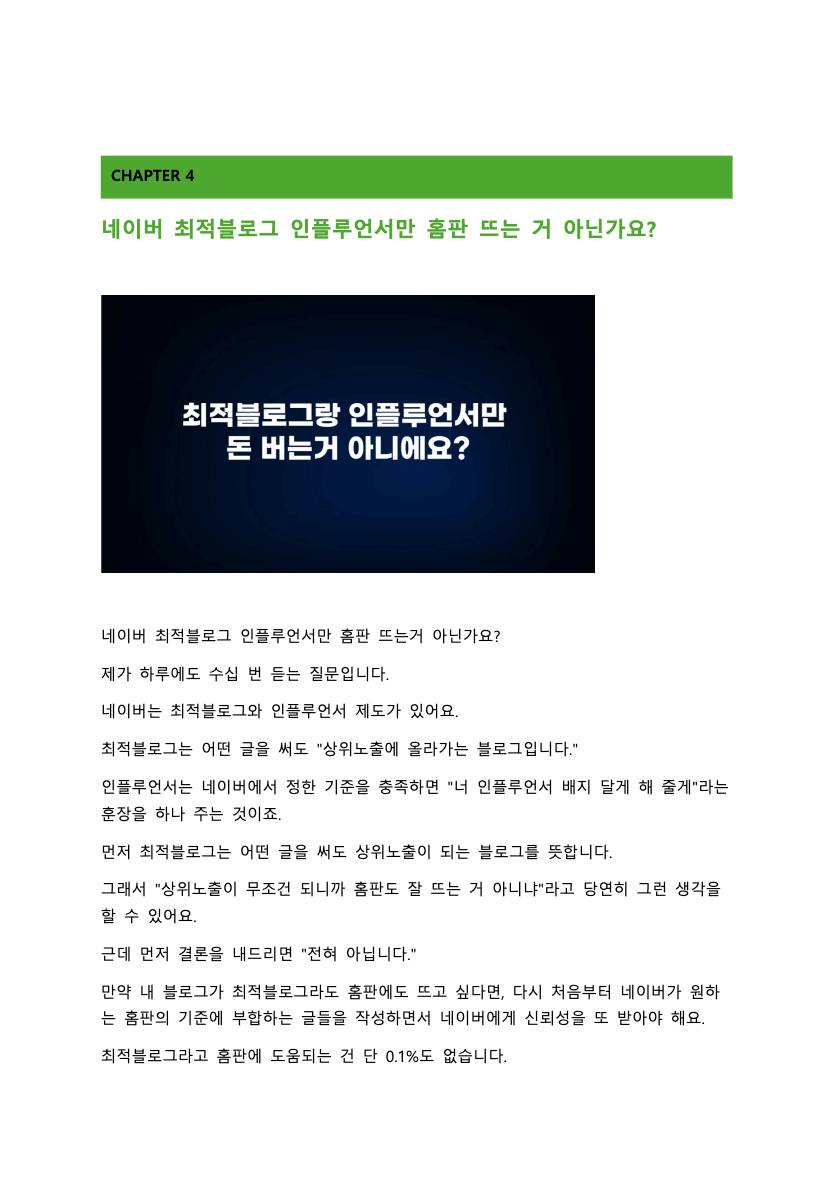 CHAPTER 4
네이버 최적블로그 인플루언서만 홈판 뜨는 거 아닌가요?
최적블로그랑 인플루언서만
돈 버는거 아니에요?
네이버 최적블로그 인플루언서만 홈판 뜨는거 아닌가요?
제가 하루에도 수십 번 듣는 질문입니다.
네이버는 최적블로그와 인플루언서 제도가 있어요.
최적블로그는 어떤 글을 써도 "상위노출에 올라가는 블로그입니다."
인플루언서는 네이버에서 정한 기준을 충족하면 "너 인플루언서 배지 달게 해 줄게"라는
훈장을 하나 주는 것이죠.
먼저 최적블로그는 어떤 글을 써도 상위노출이 되는 블로그를 뜻합니다.
그래서 "상위노출이 무조건 되니까 홈판도 잘 뜨는 거 아니냐"라고 당연히 그런 생각을
할 수 있어요.
근데 먼저 결론을 내드리면 "전혀 아닙니다."
만약 내 블로그가 최적블로그라도 홈판에도 뜨고 싶다면, 다시 처음부터 네이버가 원하
는 홈판의 기준에 부합하는 글들을 작성하면서 네이버에게 신뢰성을 또 받아야 해요.
최적블로그라고 홈판에 도움되는 건 단 0.1%도 없습니다.